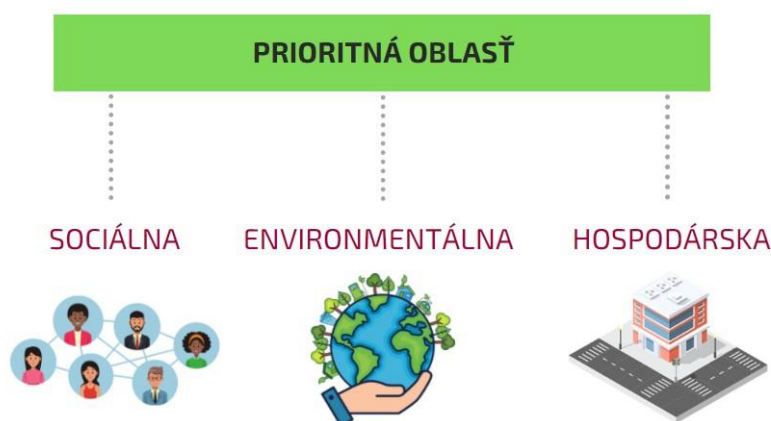 PRIORITNÁ OBLASŤ
SOCIÁLNA
ENVIRONMENTÁLNA
HOSPODÁRSKA